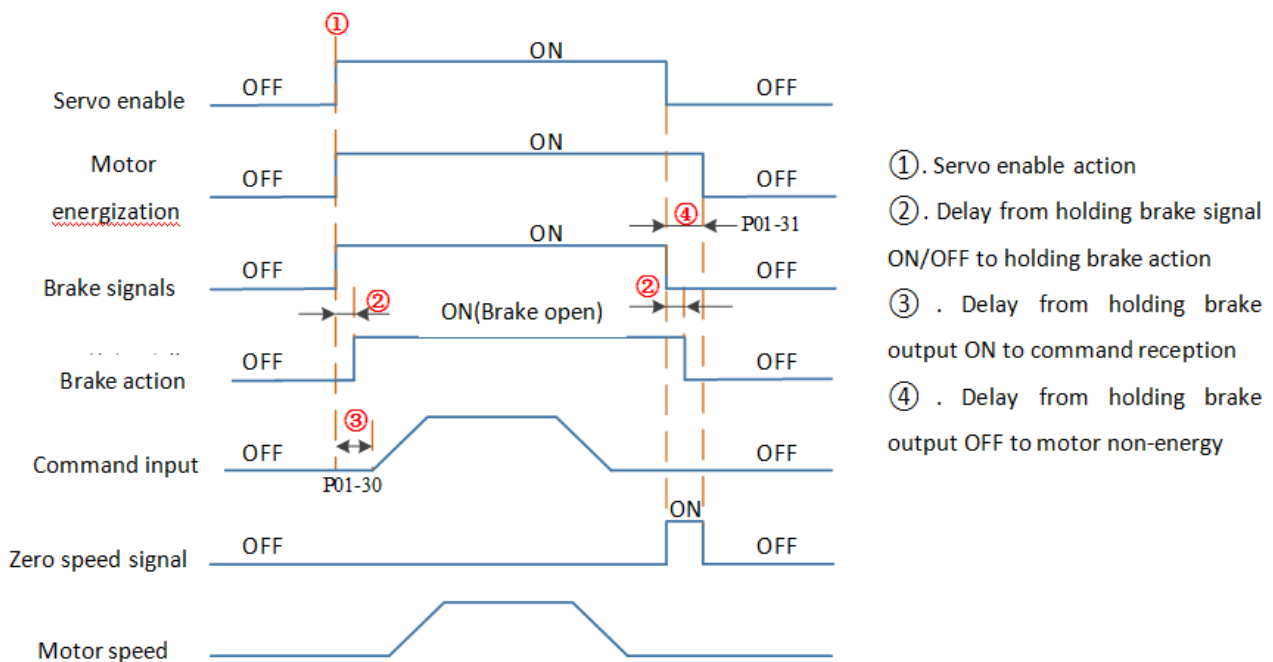 ①
ON
OFF
OFF
Servo enable
Motor
energization
ON
OFF
OFF
④
P01-31
Brake signals
ON
OFF
OFF
②
②
ON(Brake open)
Brake action
OFF
OFF
③
Command input
OFF
OFF
P01-30
ON
Zero speed signal
OFF
OFF
Motor speed
①. Servo enable action
②. Delay from holding brake signal
ON/OFF to holding brake action
③ . Delay from holding brake
output ON to command reception
④ . Delay from holding brake
output OFF to motor non-energy